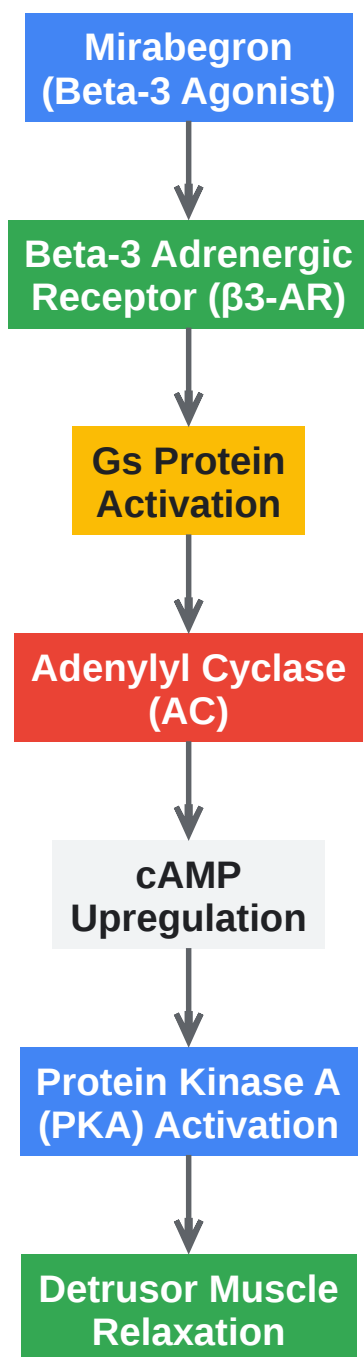 Mirabegron
(Beta-3 Agonist)
Beta-3 Adrenergic
Receptor (β3-AR)
Gs Protein
Activation
Adenylyl Cyclase
(AC)
cAMP
Upregulation
Protein Kinase A
(PKA) Activation
Detrusor Muscle
Relaxation